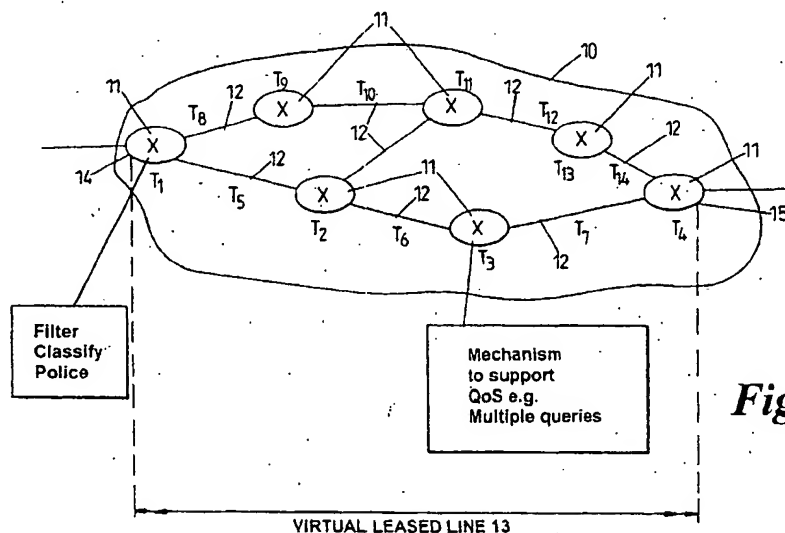 11
10
T9
11
T8
12
T10
T11
12
T12
11
12
12
T13
T14
11
14
T1
12
T5
11
12
T2
T6
T3
12
T7
T4
15
Filter
Classify
Police
Mechanism
to support
QoS e.g.
Multiple queries
Fig
VIRTUAL LEASED LINE 13